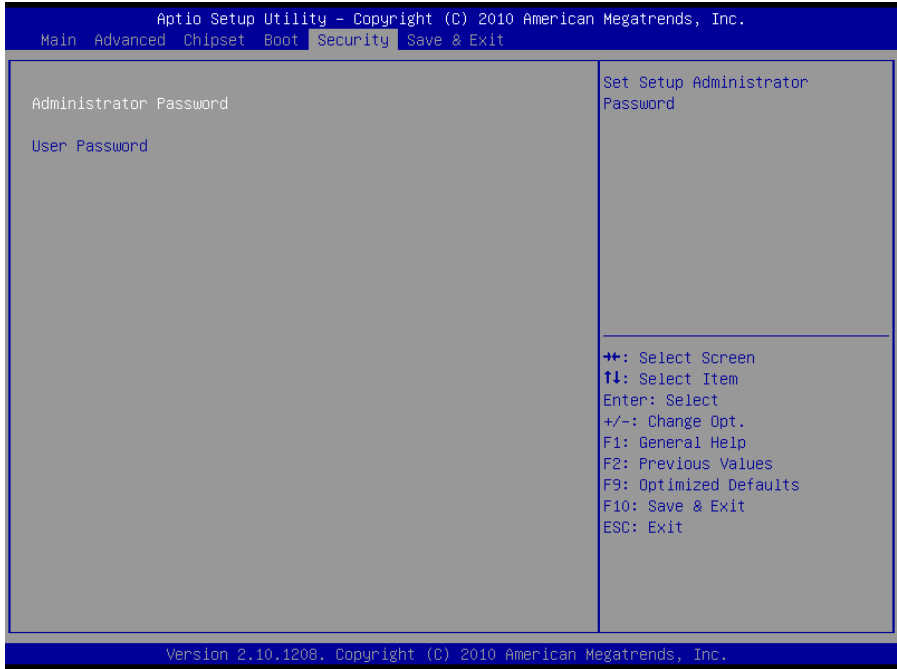 Aptio Setup Utility – Copyright (C) 2010 American Megatrends, Inc.
Main Advanced Chipset Boot Security Save & Exit
Administrator Password
User Password
Set Setup Administrator
Password
→←: Select Screen
↑↓: Select Item
Enter: Select
+/-: Change Opt.
F1: General Help
F2: Previous Values
F9: Optimized Defaults
F10: Save & Exit
ESC: Exit
Version 2.10.1208. Copyright (C) 2010 American Megatrends, Inc.